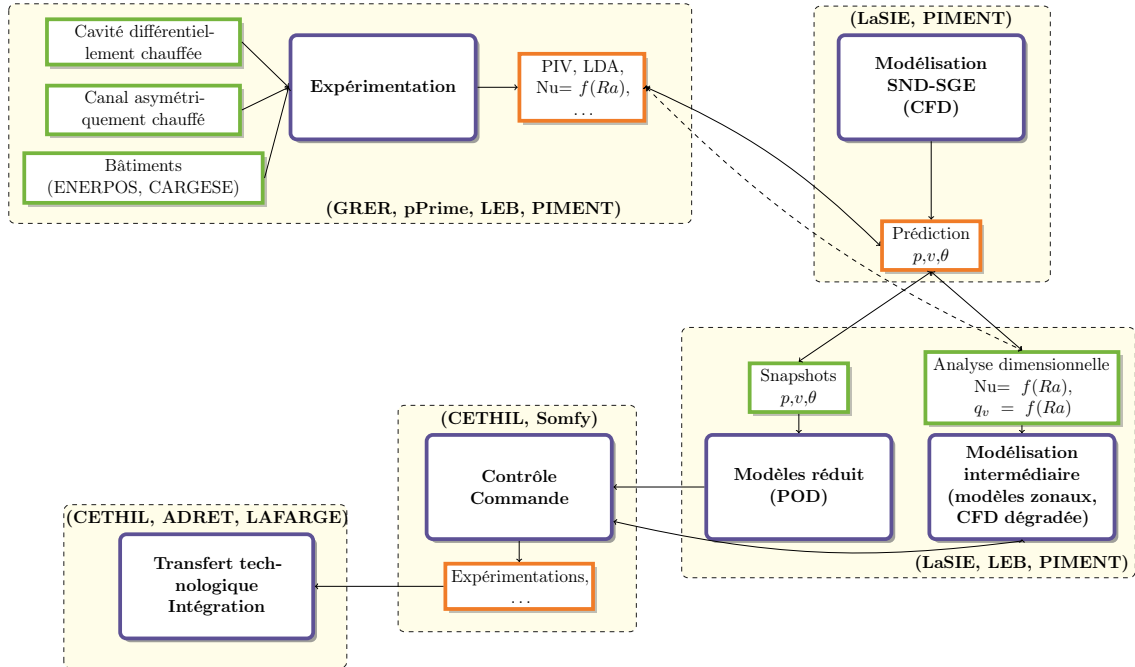 Cavité différentiel-
lement chauffée
Canal asymétri-
quement chauffé
Bâtiments
(ENERPOS, CARGESE)
Expérimentation
PIV, LDA,
Nu= f(Ra),
...
(GRER, pPrime, LEB, PIMENT)
(LaSIE, PIMENT)
Modélisation
SND-SGE
(CFD)
Prédiction
p,v,θ
Snapshots
p,v,θ
Analyse dimensionnelle
Nu= f(Ra),
q_v = f(Ra)
Modèles réduit
(POD)
Modélisation
intermédiaire
(modèles zonaux,
CFD dégradée)
(LaSIE, LEB, PIMENT)
(CETHIL, Somfy)
Contrôle
Commande
Expérimentations,
...
(CETHIL, ADRET, LAFARGE)
Transfert tech-
nologique
Intégration